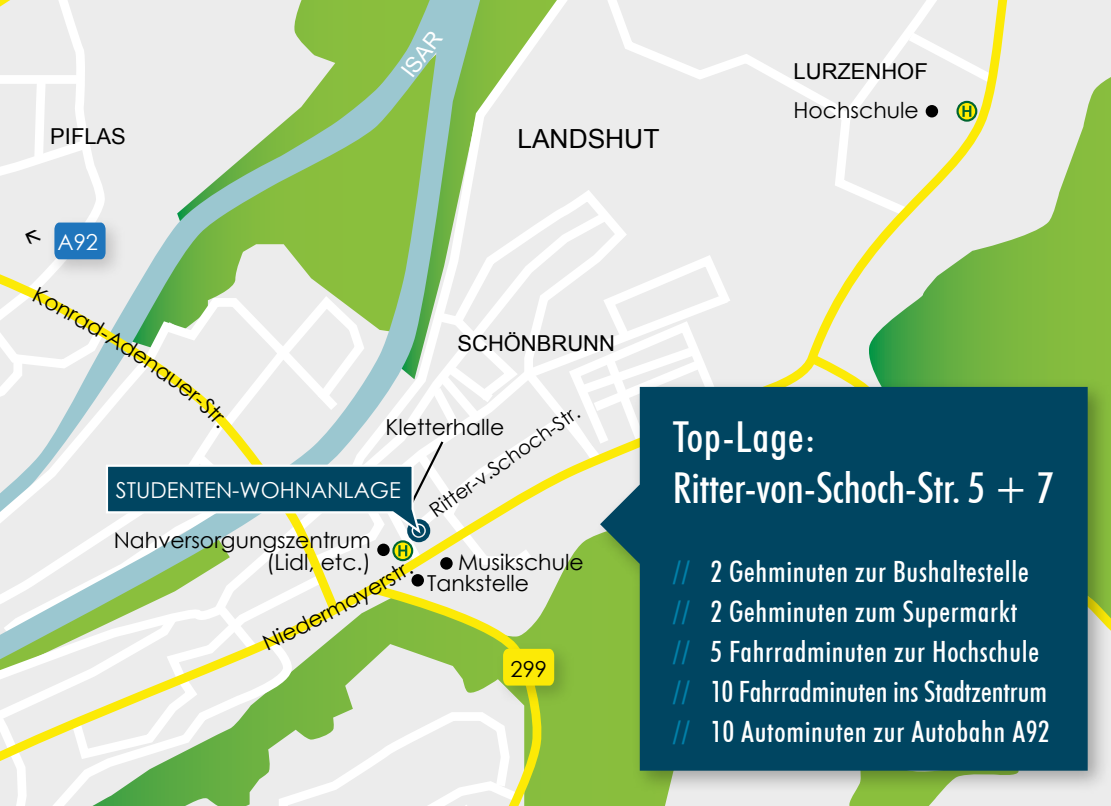 ISAR
LURZENHOF
Hochschule
H
PIFLAS
LANDSHUT
A92
Konrad-Adenauer-Str.
SCHÖNBRUNN
Kletterhalle
Ritter-v.Schoch-Str.
STUDENTEN-WOHNANLAGE
Nahversorgungszentrum
(Lidl, etc.)
H
Musikschule
Tankstelle
Niedermayerstr.
299
Top-Lage:
Ritter-von-Schoch-Str. 5 + 7
// 2 Gehminuten zur Bushaltestelle
// 2 Gehminuten zum Supermarkt
// 5 Fahrradminuten zur Hochschule
// 10 Fahrradminuten ins Stadtzentrum
// 10 Autominuten zur Autobahn A92